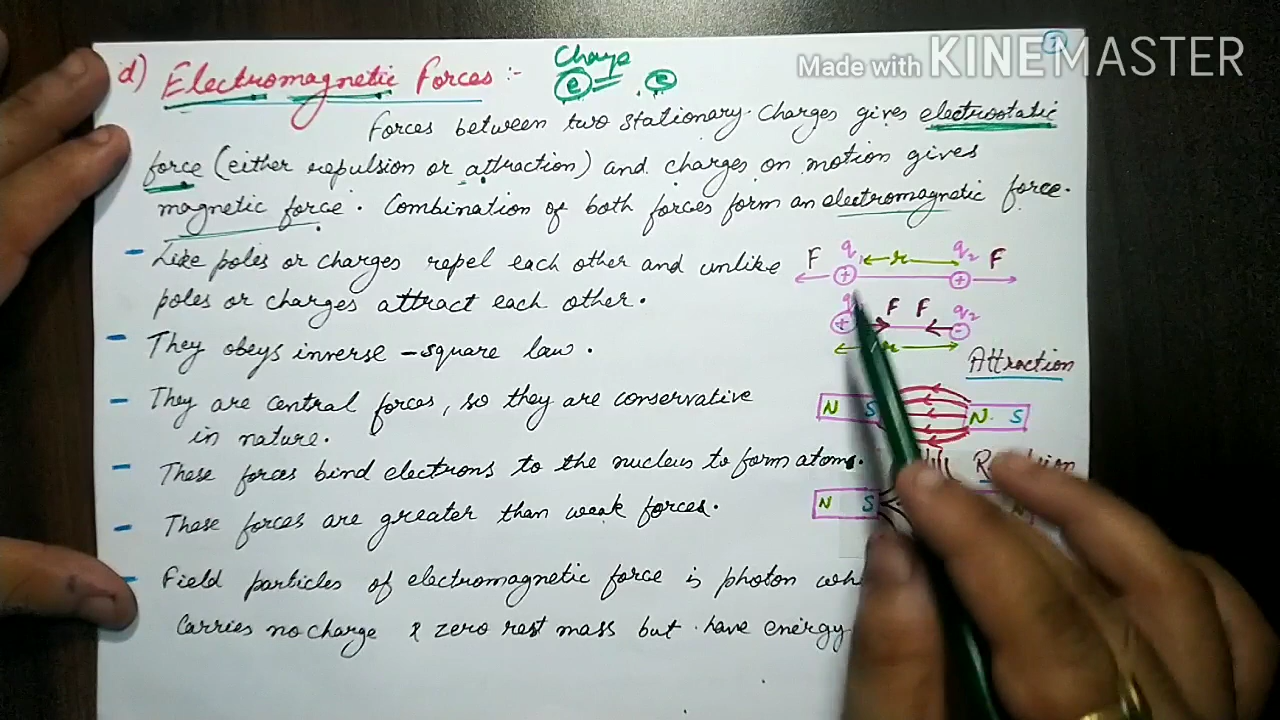 Made with KINEMASTER
d) Electromagnetic Forces :-
Charge
e e
Forces between two stationary charges gives electrostatic
force (either repulsion or attraction) and charges on motion gives
magnetic force. Combination of both forces form an electromagnetic force.
- Like poles or charges repel each other and unlike
poles or charges attract each other.
F q1 r q2 F
+ +
q F F q2
+ r -
- They obeys inverse-square law.
Attraction
- They are central forces, so they are conservative
in nature.
N S N S
- These forces bind electrons to the nucleus to form atoms.
N S N
- These forces are greater than weak forces.
- Field particles of electromagnetic force is photon
carries no charge & zero rest mass but have energy